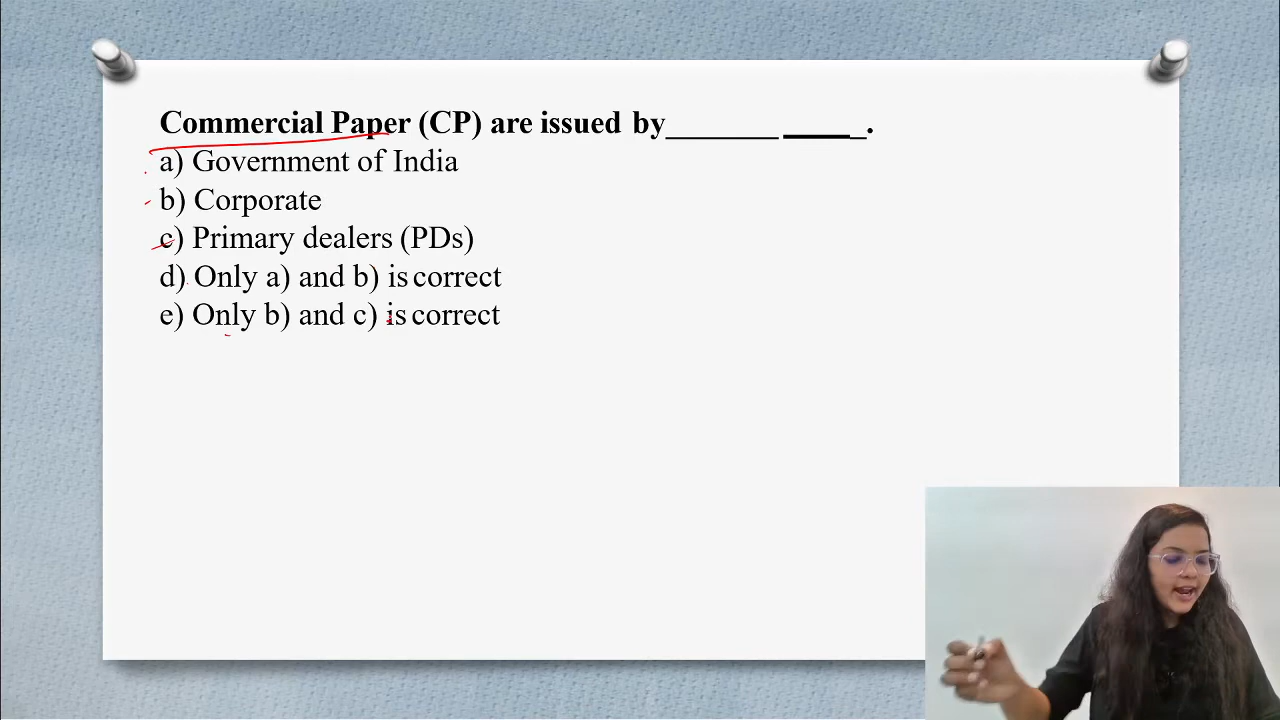 Commercial Paper (CP) are issued by_______ _____.
a) Government of India
b) Corporate
c) Primary dealers (PDs)
d) Only a) and b) is correct
e) Only b) and c) is correct